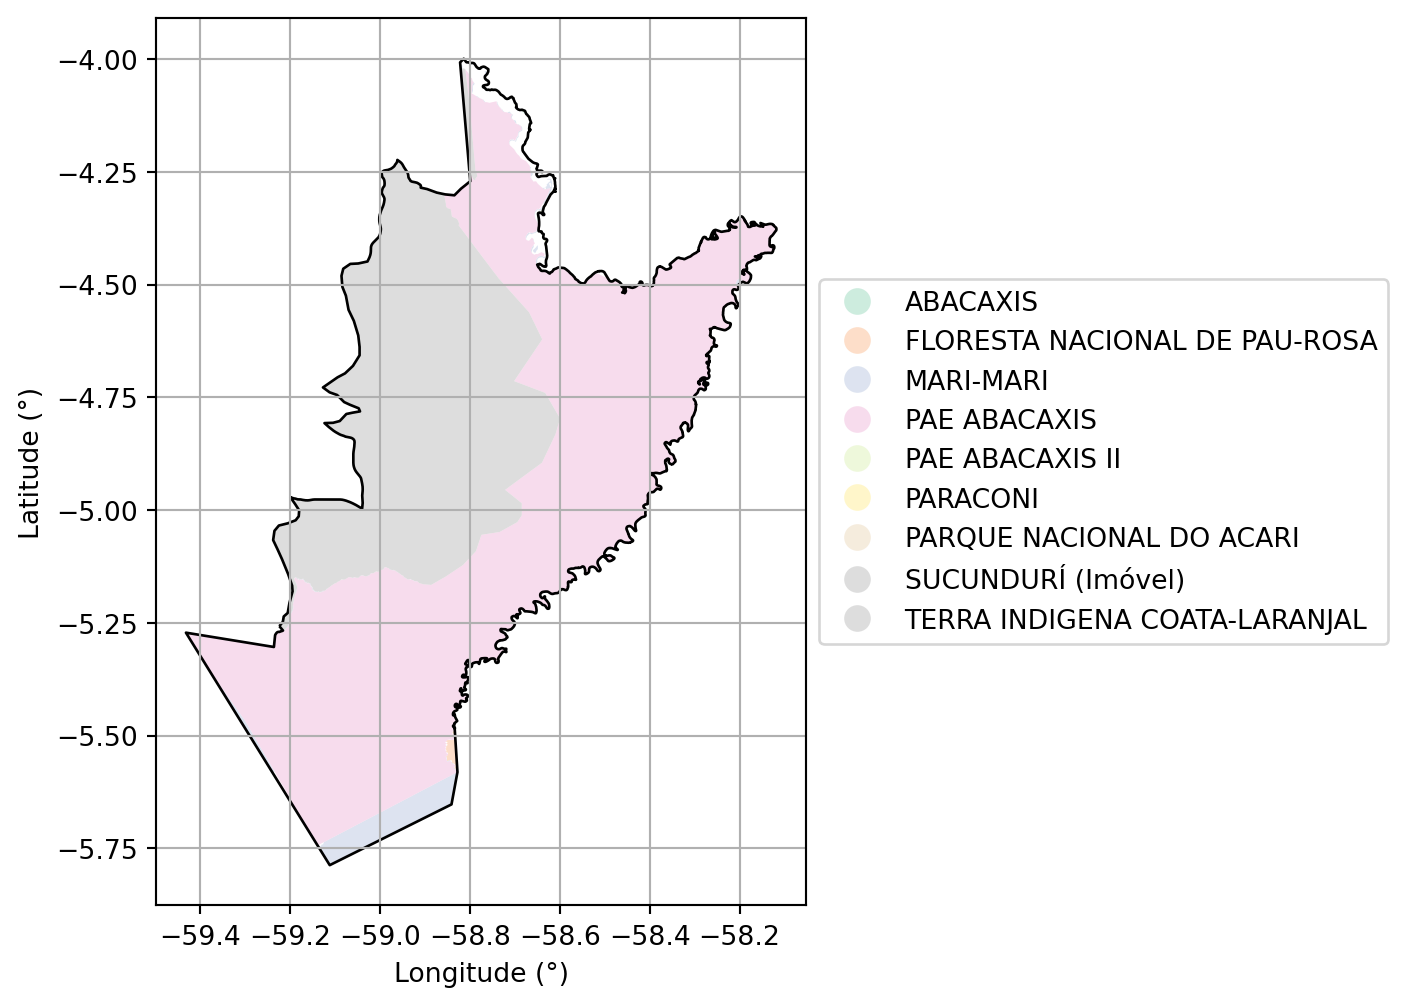 −4.00
−4.25
−4.50
−4.75
−5.00
−5.25
−5.50
−5.75
Latitude (°)
−59.4 −59.2 −59.0 −58.8 −58.6 −58.4 −58.2
Longitude (°)
ABACAXIS
FLORESTA NACIONAL DE PAU-ROSA
MARI-MARI
PAE ABACAXIS
PAE ABACAXIS II
PARACONI
PARQUE NACIONAL DO ACARI
SUCUNDURÍ (Imóvel)
TERRA INDIGENA COATA-LARANJAL